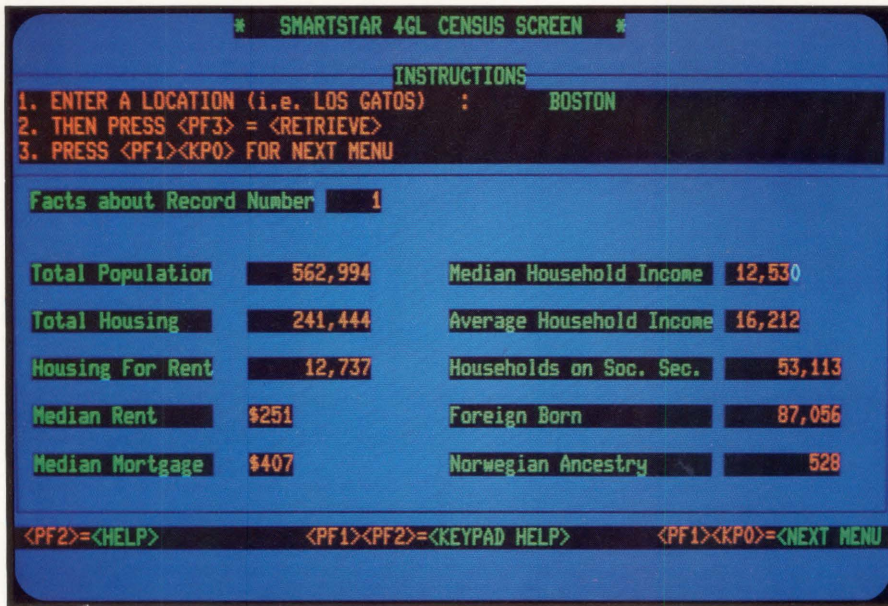 * SMARTSTAR 4GL CENSUS SCREEN *
INSTRUCTIONS
1. ENTER A LOCATION (i.e. LOS GATOS) : BOSTON
2. THEN PRESS <PF3> = <RETRIEVE>
3. PRESS <PF1><KP0> FOR NEXT MENU
Facts about Record Number 1
Total Population 562,994 Median Household Income 12,530
Total Housing 241,444 Average Household Income 16,212
Housing For Rent 12,737 Households on Soc. Sec. 53,113
Median Rent $251 Foreign Born 87,056
Median Mortgage $407 Norwegian Ancestry 528
<PF2>=<HELP> <PF1><PF2>=<KEYPAD HELP> <PF1><KP0>=<NEXT MENU